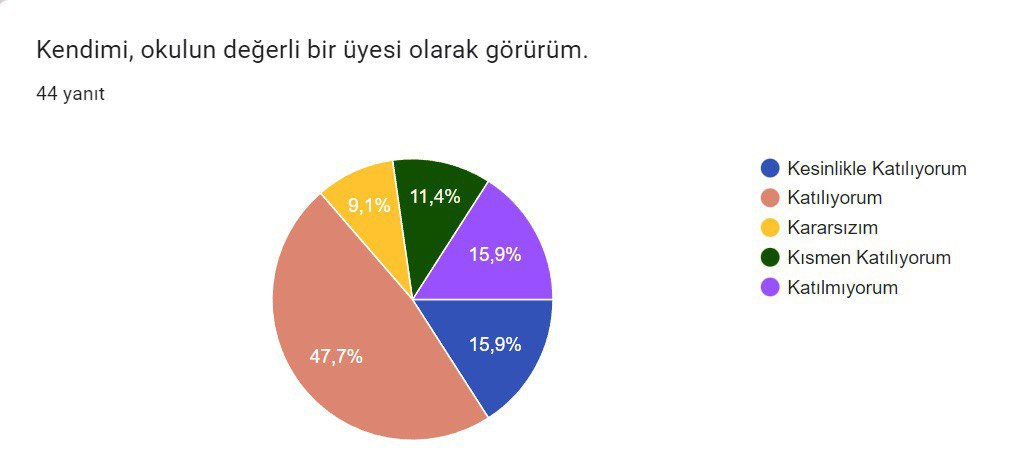 Kendimi, okulun değerli bir üyesi olarak görürüm.
44 yanıt
9,1%
11,4%
15,9%
47,7%
15,9%
Kesinlikle Katılıyorum
Katılıyorum
Kararsızım
Kısmen Katılıyorum
Katılmıyorum